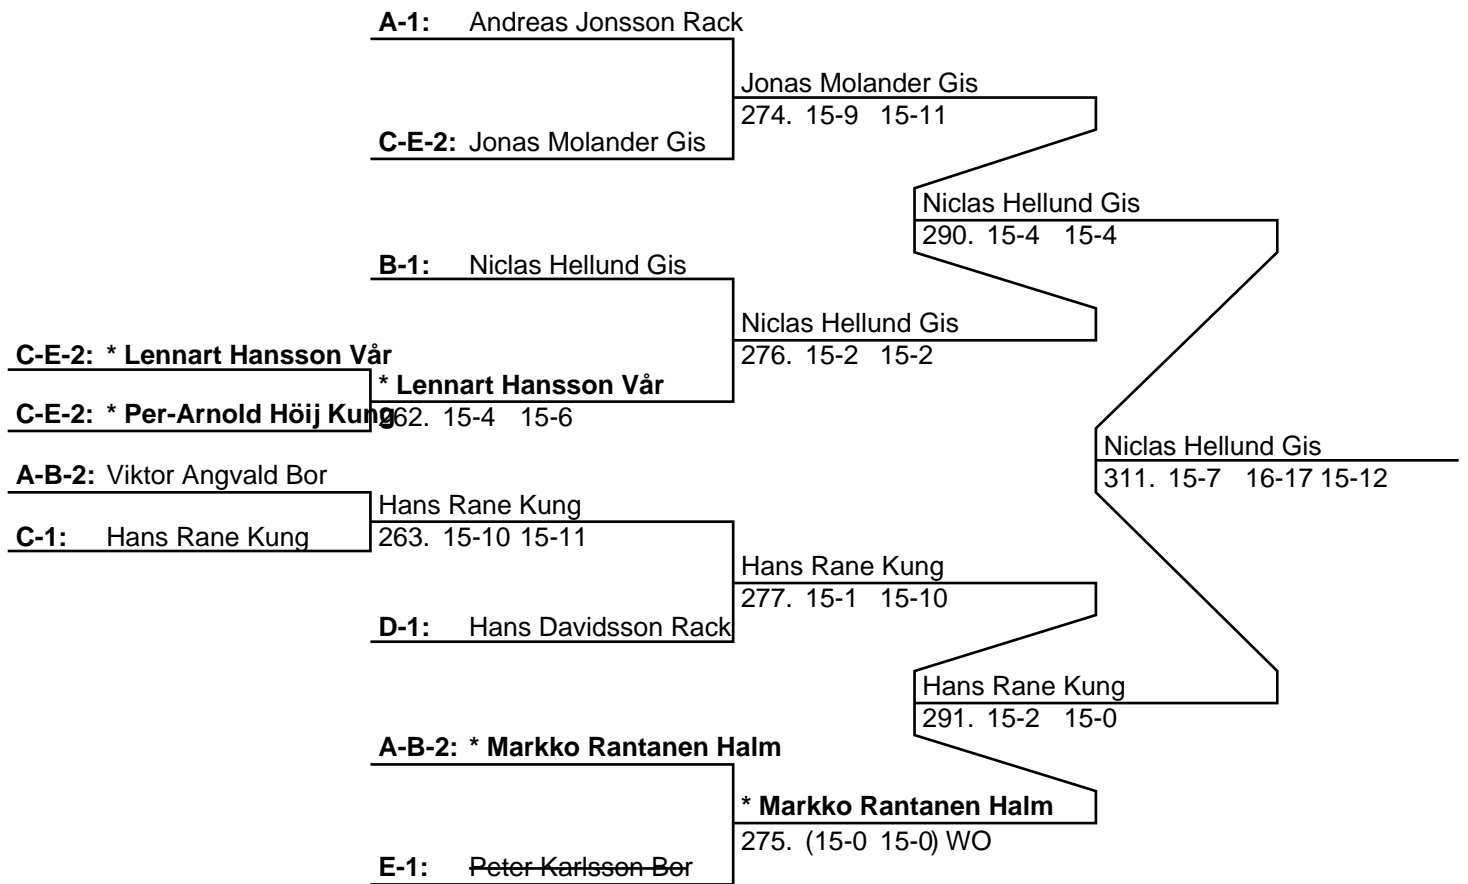 A-1: Andreas Jonsson Rack
Jonas Molander Gis
274. 15-9 15-11
C-E-2: Jonas Molander Gis
Niclas Hellund Gis
290. 15-4 15-4
B-1: Niclas Hellund Gis
Niclas Hellund Gis
276. 15-2 15-2
C-E-2: * Lennart Hansson Vår
* Lennart Hansson Vår
262. 15-4 15-6
C-E-2: * Per-Arnold Höij Kung
Niclas Hellund Gis
311. 15-7 16-17 15-12
A-B-2: Viktor Angvald Bor
Hans Rane Kung
263. 15-10 15-11
C-1: Hans Rane Kung
Hans Rane Kung
277. 15-1 15-10
D-1: Hans Davidsson Rack
Hans Rane Kung
291. 15-2 15-0
A-B-2: * Markko Rantanen Halm
* Markko Rantanen Halm
275. (15-0 15-0) WO
E-1: Peter Karlsson Bor